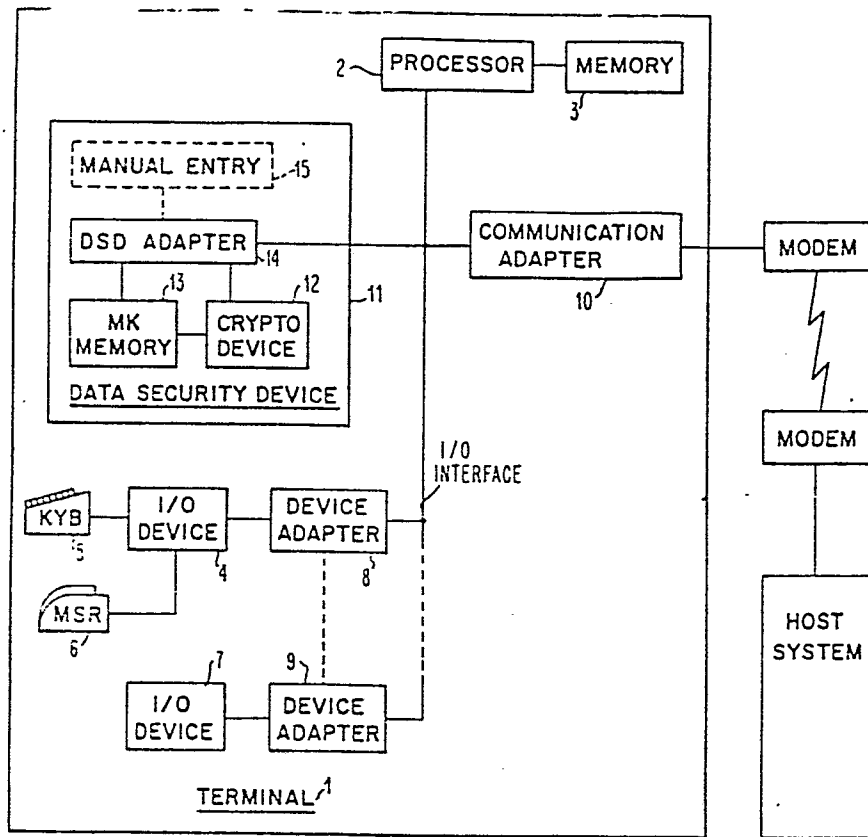 2
PROCESSOR
MEMORY
3
MANUAL ENTRY
15
DSD ADAPTER
14
13
12
11
MK
MEMORY
CRYPTO
DEVICE
DATA SECURITY DEVICE
COMMUNICATION
ADAPTER
10
MODEM
MODEM
I/O
INTERFACE
KYB
5
I/O
DEVICE
4
DEVICE
ADAPTER
8
MSR
6
7
I/O
DEVICE
9
DEVICE
ADAPTER
HOST
SYSTEM
TERMINAL 1